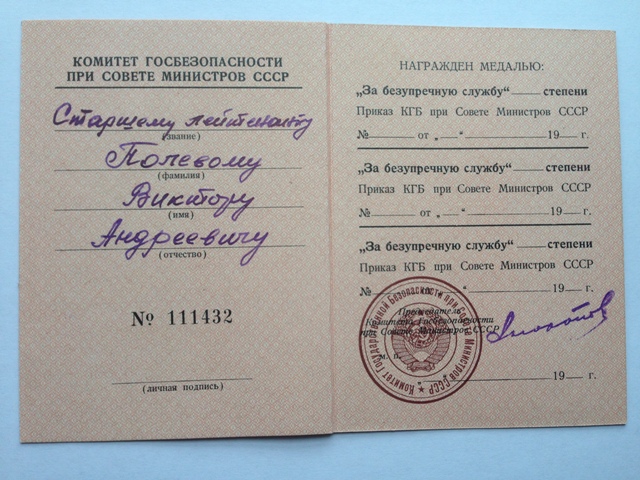 КОМИТЕТ ГОСБЕЗОПАСНОСТИ
ПРИ СОВЕТЕ МИНИСТРОВ СССР
Старшему лейтенанту
(звание)
Полевому
(фамилия)
Виктору
(имя)
Андреевичу
(отчество)
№ 111432
(личная подпись)
НАГРАЖДЕН МЕДАЛЬЮ:
„За безупречную службу“ степени
Приказ КГБ при Совете Министров СССР
№ от „ “ 19 г.
„За безупречную службу“ степени
Приказ КГБ при Совете Министров СССР
№ от „ “ 19 г.
„За безупречную службу“ степени
Приказ КГБ при Совете Министров СССР
№ от „ “ 19 г.
Председатель
Комитета Госбезопасности
при Совете Министров СССР
м. п.
19 г.
Комитет Государственной Безопасности при Совете Министров СССР